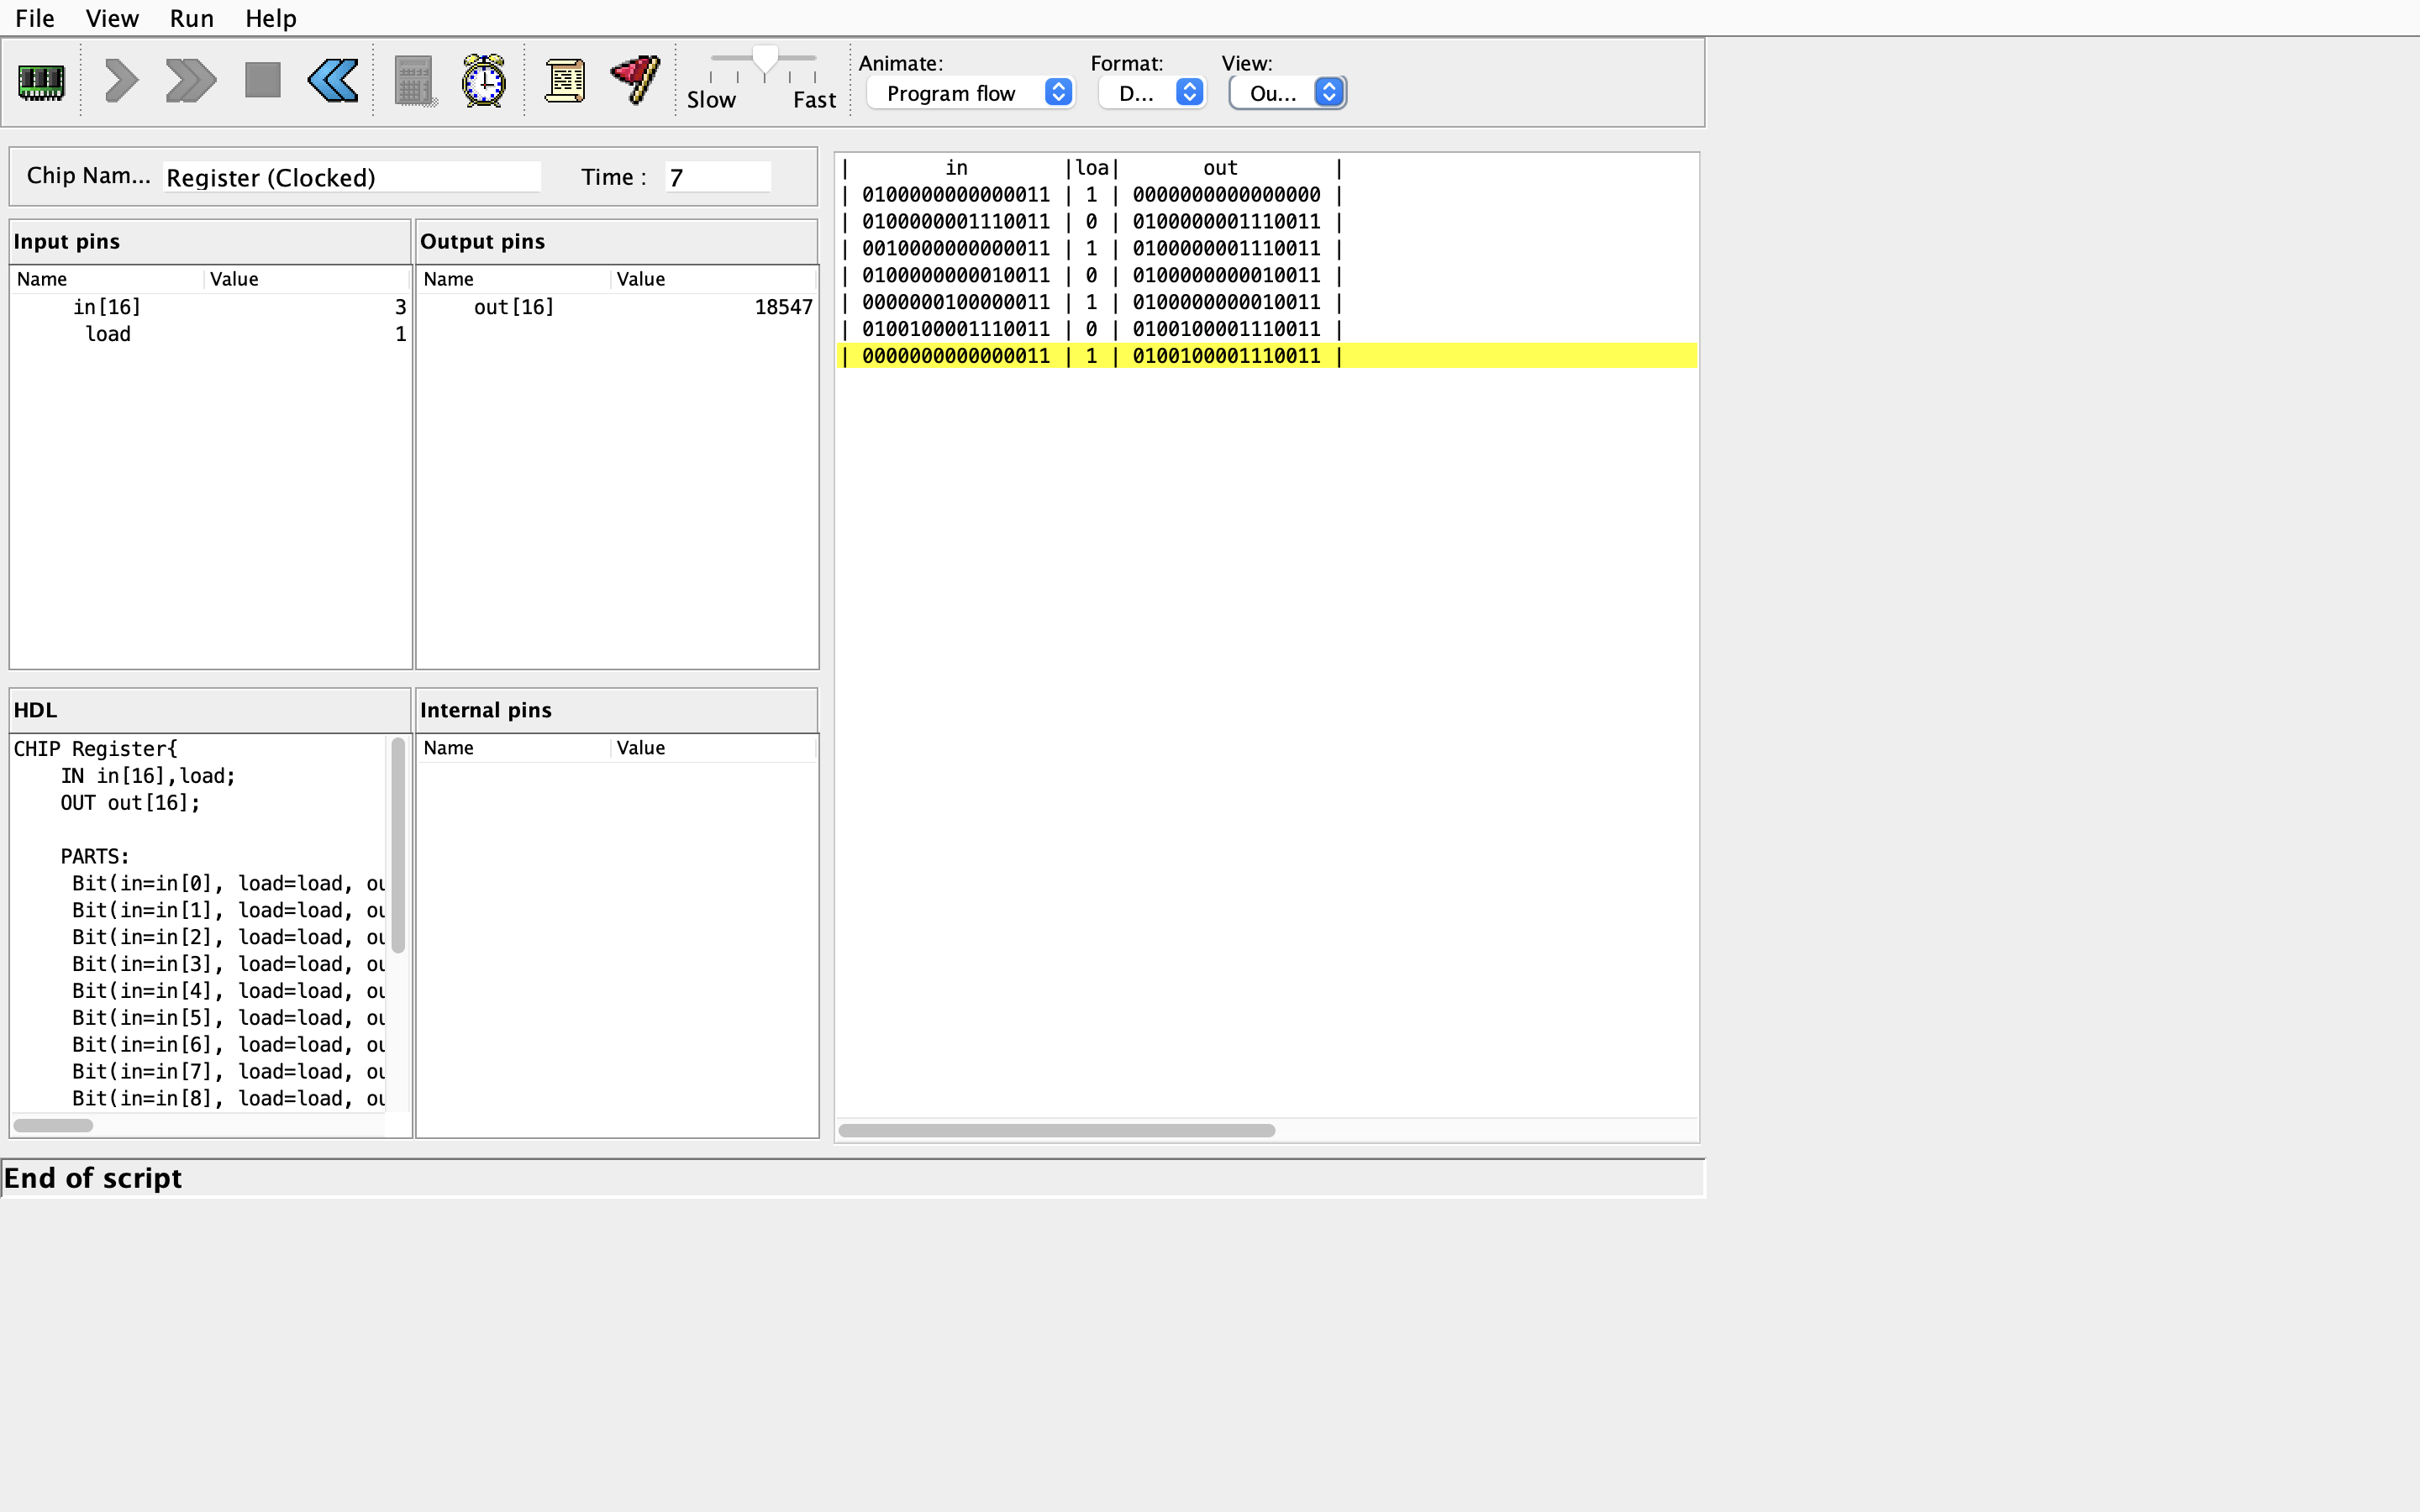 File View Run Help
Slow Fast
Animate: Format: View:
Program flow D... Ou...
Chip Nam... Register (Clocked) Time : 7
Input pins
Name Value
in[16] 3
load 1
Output pins
Name Value
out[16] 18547
HDL
CHIP Register{
IN in[16],load;
OUT out[16];
PARTS:
Bit(in=in[0], load=load, ou
Bit(in=in[1], load=load, ou
Bit(in=in[2], load=load, ou
Bit(in=in[3], load=load, ou
Bit(in=in[4], load=load, ou
Bit(in=in[5], load=load, ou
Bit(in=in[6], load=load, ou
Bit(in=in[7], load=load, ou
Bit(in=in[8], load=load, ou
Internal pins
Name Value
| in |loa| out |
| 0100000000000011 | 1 | 0000000000000000 |
| 0100000001110011 | 0 | 0100000001110011 |
| 0010000000000011 | 1 | 0100000001110011 |
| 0100000000010011 | 0 | 0100000000010011 |
| 0000000100000011 | 1 | 0100000000010011 |
| 0100100001110011 | 0 | 0100100001110011 |
| 0000000000000011 | 1 | 0100100001110011 |
End of script